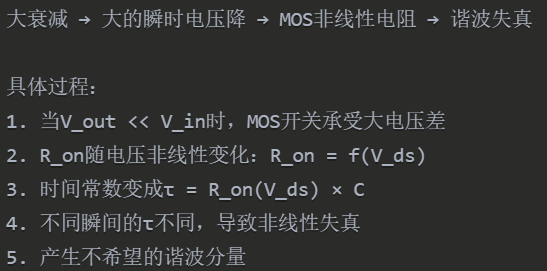 大衰减 → 大的瞬时电压降 → MOS非线性电阻 → 谐波失真
具体过程：
1. 当V_out << V_in时，MOS开关承受大电压差
2. R_on随电压非线性变化：R_on = f(V_ds)
3. 时间常数变成τ = R_on(V_ds) × C
4. 不同瞬间的τ不同，导致非线性失真
5. 产生不希望的谐波分量